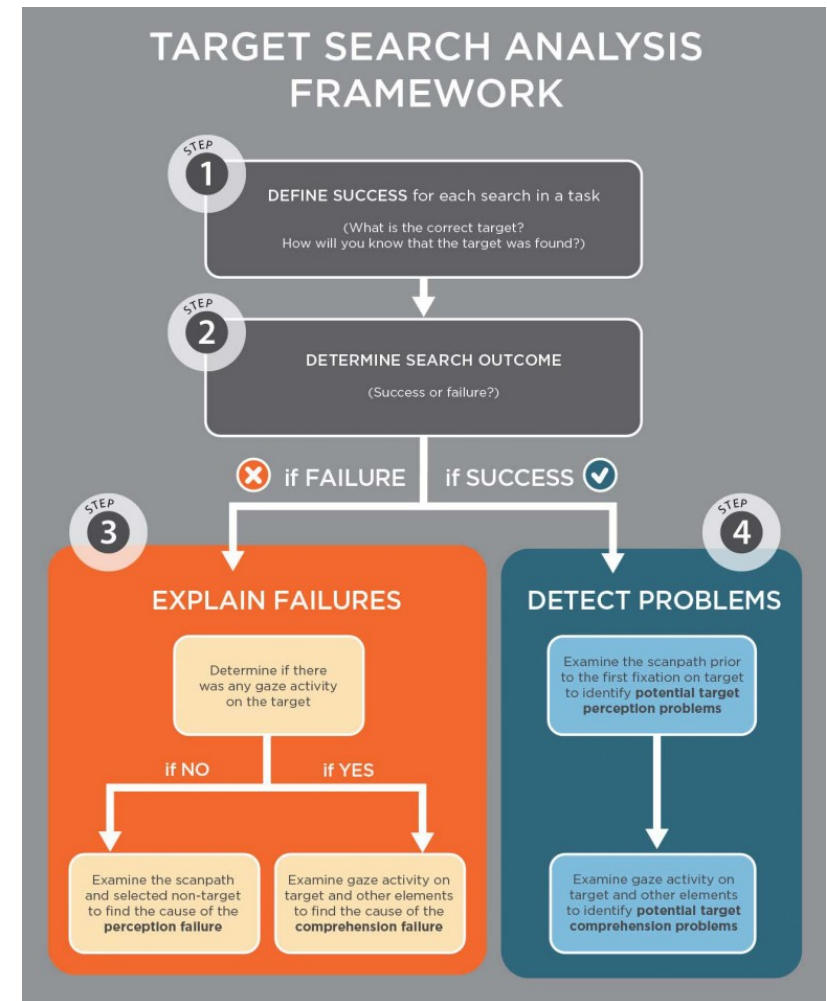 TARGET SEARCH ANALYSIS
FRAMEWORK
STEP
1
DEFINE SUCCESS for each search in a task
(What is the correct target?
How will you know that the target was found?)
STEP
2
DETERMINE SEARCH OUTCOME
(Success or failure?)
if FAILURE
if SUCCESS
STEP
3
EXPLAIN FAILURES
Determine if there
was any gaze activity
on the target
if NO
if YES
Examine the scanpath
and selected non-target
to find the cause of the
perception failure
Examine gaze activity on
target and other elements
to find the cause of the
comprehension failure
STEP
4
DETECT PROBLEMS
Examine the scanpath prior
to the first fixation on target
to identify potential target
perception problems
Examine gaze activity on
target and other elements
to identify potential target
comprehension problems